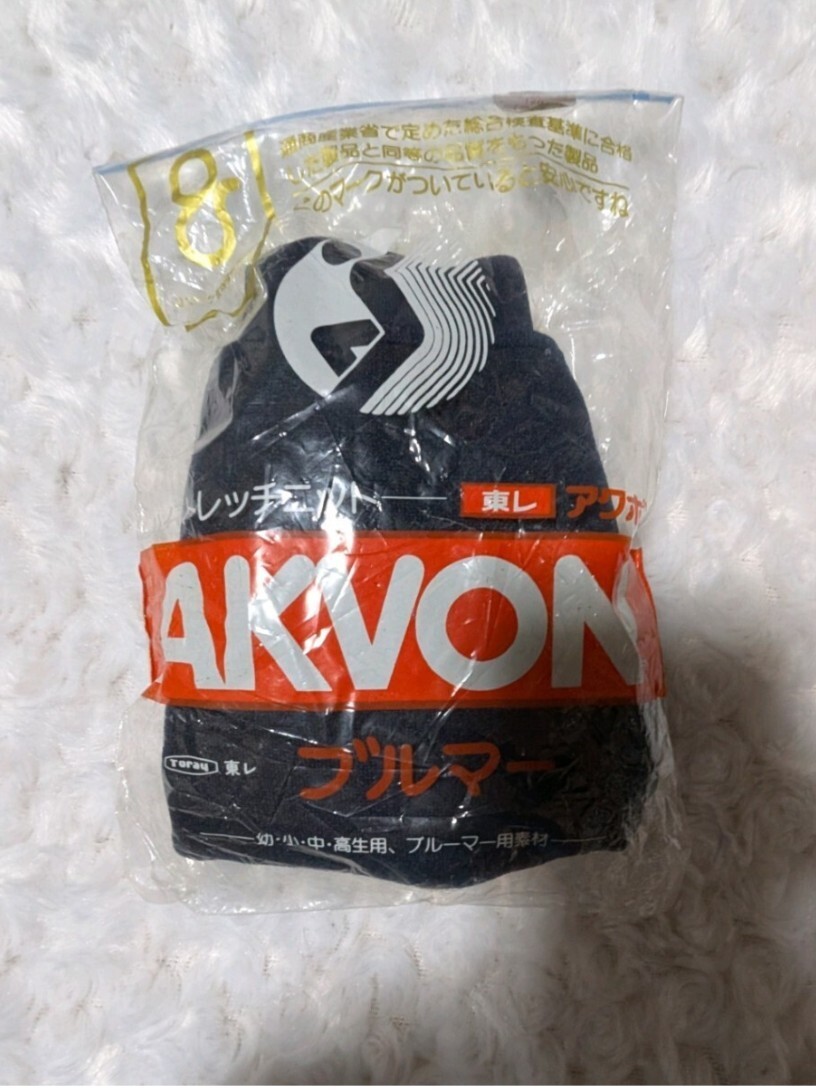 8
通商産業省で定めた総合検査基準に合格
した製品と同等の品質をもった製品
このマークがついていると安心ですね
レッチニット── 東レ アクボ
AKVON
Toray 東レ
ブルマー
──幼・小・中・高生用、ブルーマー用素材──